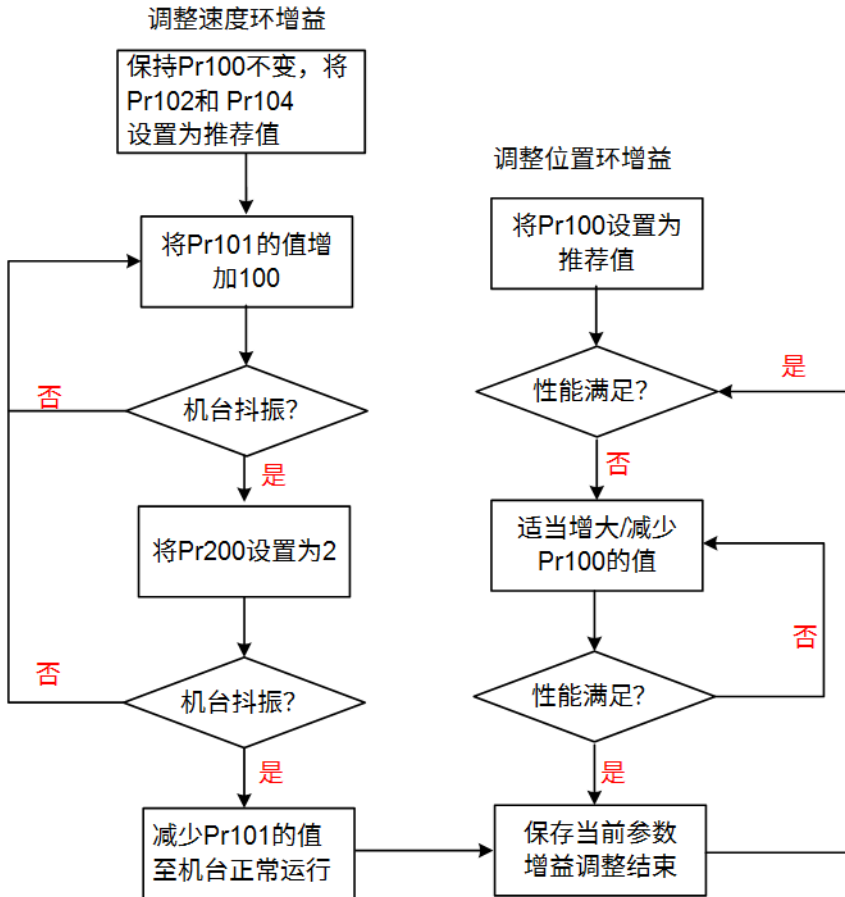 调整速度环增益
保持Pr100不变，将
Pr102和 Pr104
设置为推荐值
将Pr101的值增
加100
机台抖振？
否
是
将Pr200设置为2
机台抖振？
否
是
减少Pr101的值
至机台正常运行
调整位置环增益
将Pr100设置为
推荐值
性能满足？
是
否
适当增大/减少
Pr100的值
性能满足？
否
是
保存当前参数
增益调整结束